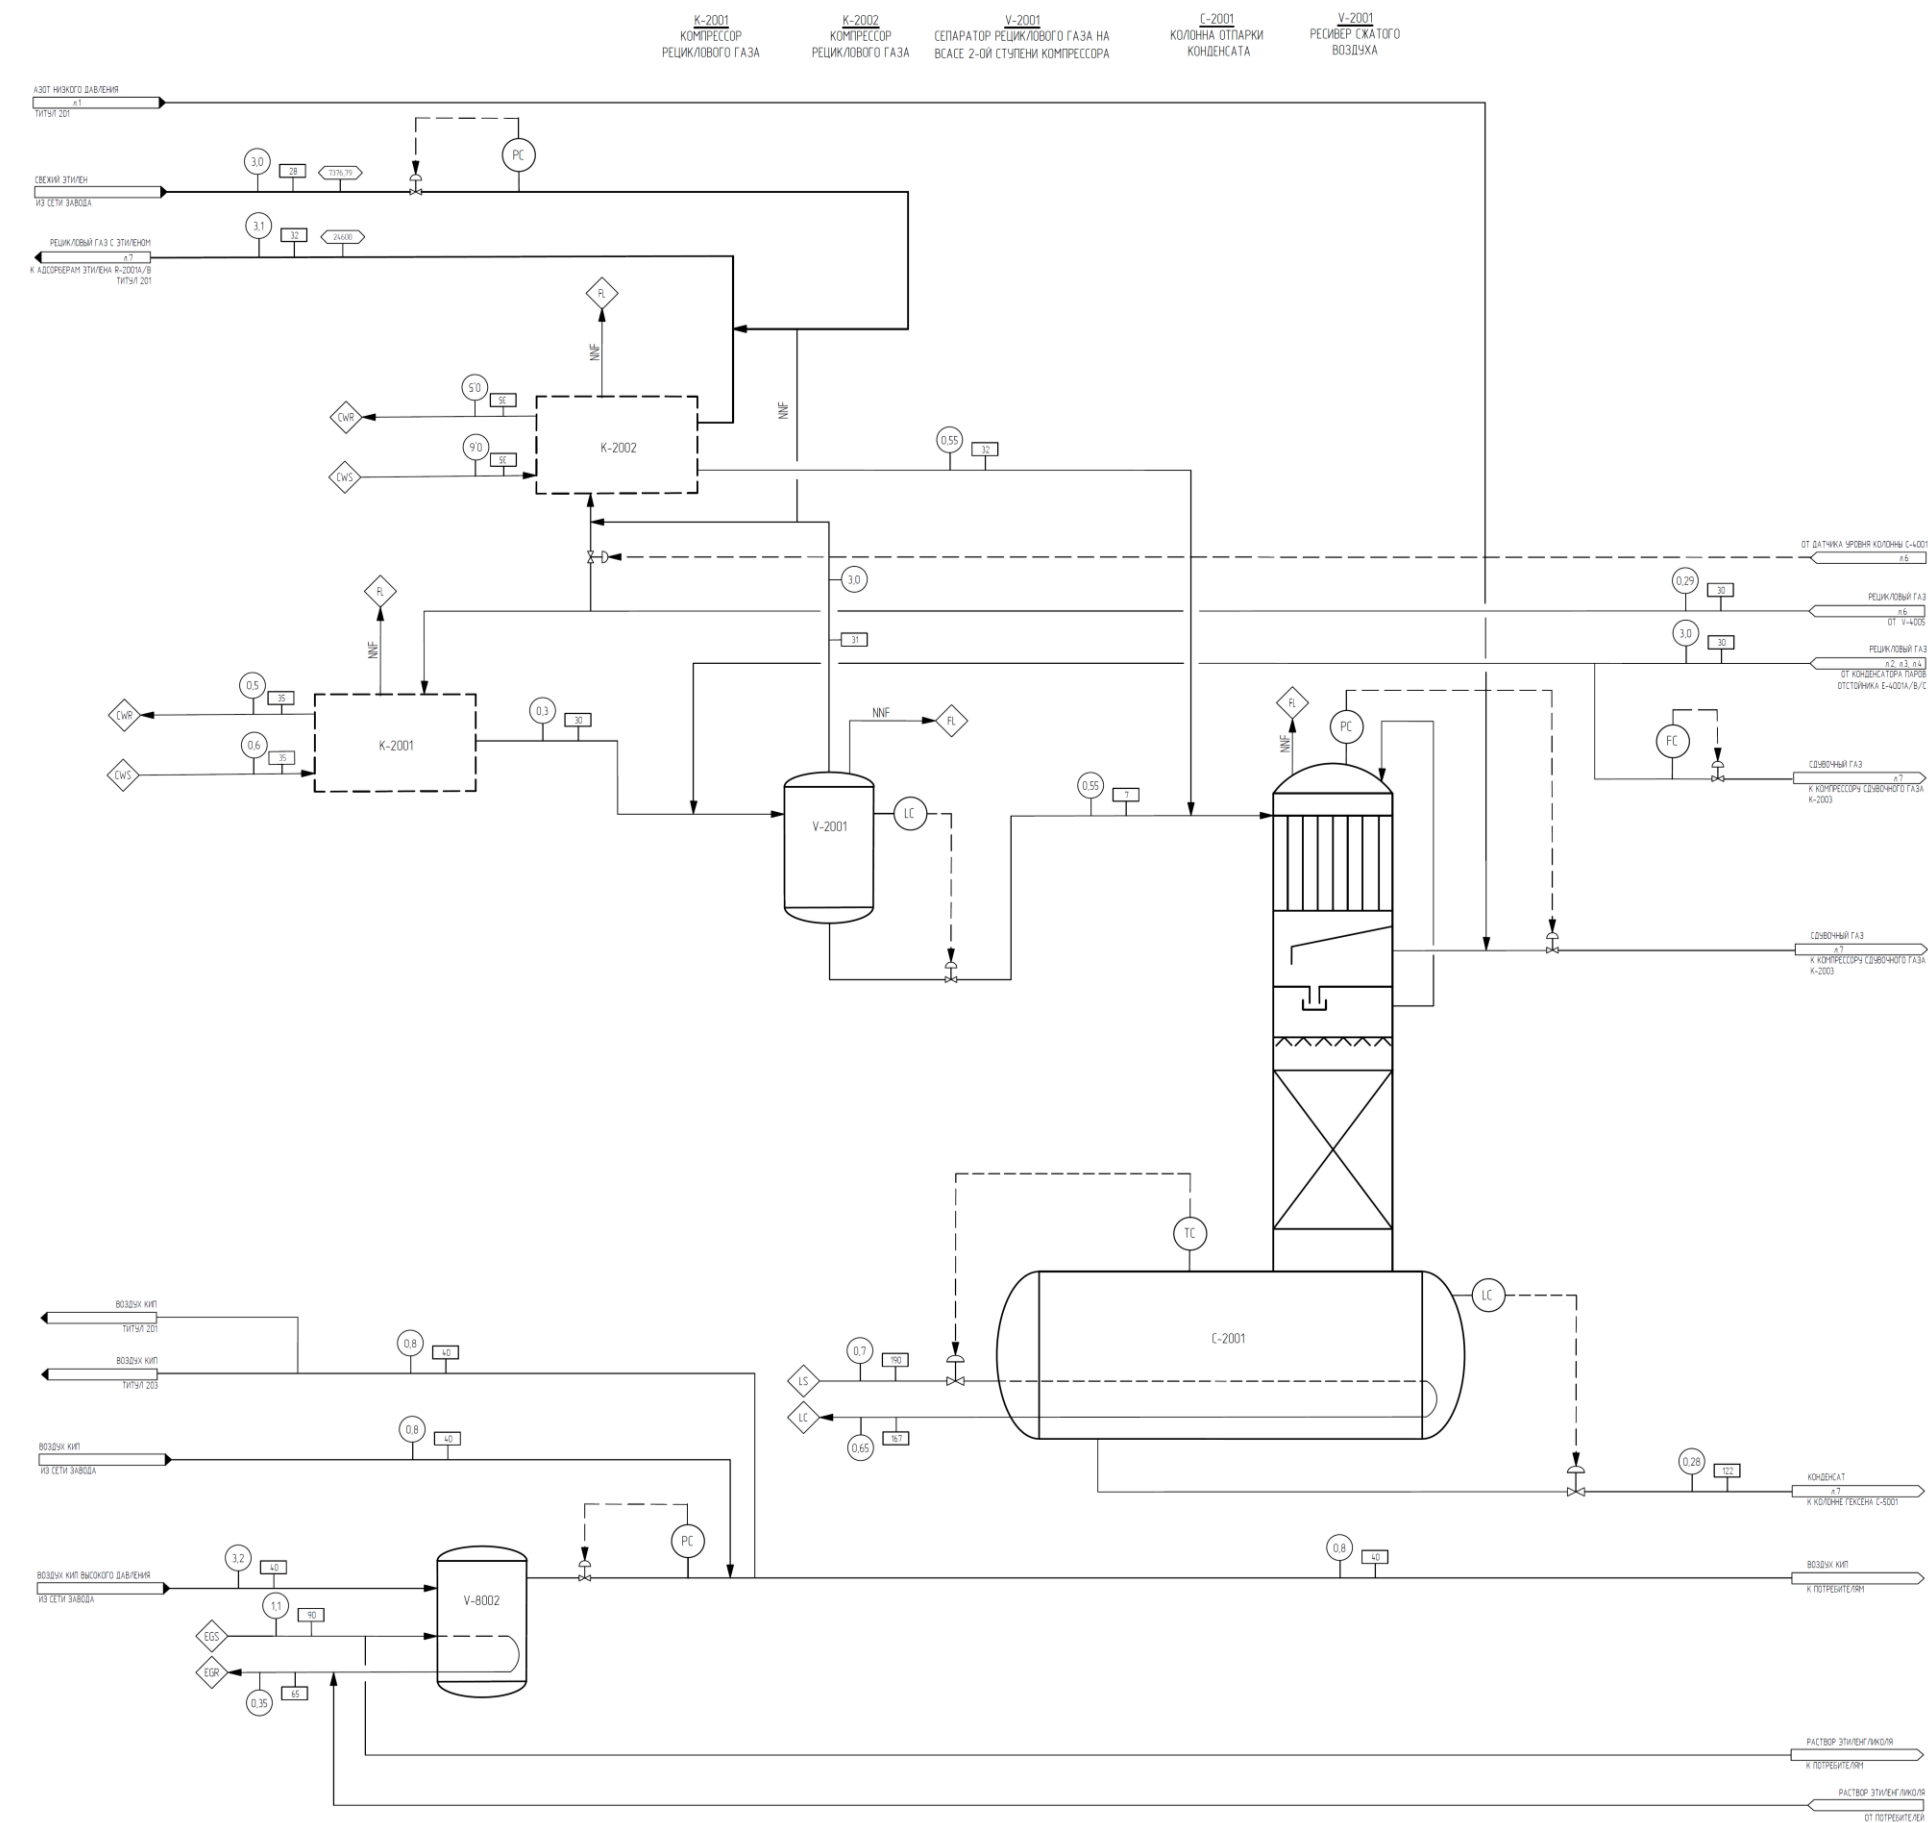 К-2001
КОМПРЕССОР
РЕЦИКЛОВОГО ГАЗА
К-2002
КОМПРЕССОР
РЕЦИКЛОВОГО ГАЗА
V-2001
СЕПАРАТОР РЕЦИКЛОВОГО ГАЗА НА
ВСАСЕ 2-ОЙ СТУПЕНИ КОМПРЕССОРА
С-2001
КОЛОННА ОТПАРКИ
КОНДЕНСАТА
V-2001
РЕСИВЕР СЖАТОГО
ВОЗДУХА
АЗОТ НИЗКОГО ДАВЛЕНИЯ
л.1
ТИТУЛ 201
PC
3,0
28
7376,79
СВЕЖИЙ ЭТИЛЕН
ИЗ СЕТИ ЗАВОДА
3,1
32
24600
РЕЦИКЛОВЫЙ ГАЗ С ЭТИЛЕНОМ
л.7
К АДСОРБЕРАМ ЭТИЛЕНА R-2001A/B
ТИТУЛ 201
FL
NNF
CWR
K-2002
NNF
CWS
0,55
32
ОТ ДАТЧИКА УРОВНЯ КОЛОННЫ С-4001
л.6
3,0
31
0,29
30
РЕЦИКЛОВЫЙ ГАЗ
л.6
ОТ V-4005
3,0
30
РЕЦИКЛОВЫЙ ГАЗ
л.2, л.3, л.4
ОТ КОНДЕНСАТОРА ПАРОВ
ОТСТОЙНИКА Е-4001А/В/С
FL
NNF
0,5
35
CWR
K-2001
0,6
35
CWS
0,3
30
NNF
FL
V-2001
LC
0,55
7
FL
NNF
PC
FC
СДУВОЧНЫЙ ГАЗ
л.7
К КОМПРЕССОРУ СДУВОЧНОГО ГАЗА
К-2003
СДУВОЧНЫЙ ГАЗ
л.7
К КОМПРЕССОРУ СДУВОЧНОГО ГАЗА
К-2003
TC
LC
C-2001
0,7
190
LS
LC
0,65
167
0,28
122
КОНДЕНСАТ
л.7
К КОЛОННЕ ГЕКСЕНА С-5001
ВОЗДУХ КИП
ТИТУЛ 201
ВОЗДУХ КИП
ТИТУЛ 203
0,8
40
ВОЗДУХ КИП
ИЗ СЕТИ ЗАВОДА
0,8
40
PC
ВОЗДУХ КИП ВЫСОКОГО ДАВЛЕНИЯ
ИЗ СЕТИ ЗАВОДА
3,2
40
V-8002
1,1
90
EGS
EGR
0,35
65
0,8
40
ВОЗДУХ КИП
К ПОТРЕБИТЕЛЯМ
РАСТВОР ЭТИЛЕНГЛИКОЛЯ
К ПОТРЕБИТЕЛЯМ
РАСТВОР ЭТИЛЕНГЛИКОЛЯ
ОТ ПОТРЕБИТЕЛЕЙ